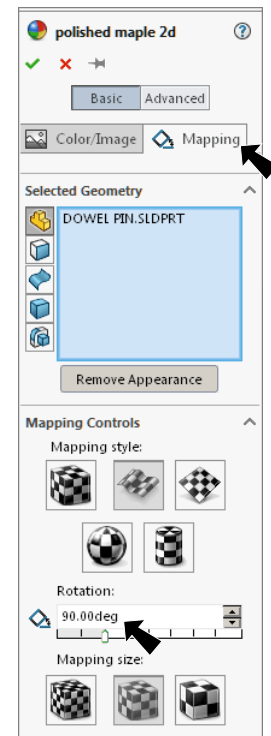 polished maple 2d
Basic Advanced
Color/Image Mapping
Selected Geometry
DOWEL PIN.SLDPRT
Remove Appearance
Mapping Controls
Mapping style:
Rotation:
90.00deg
Mapping size: